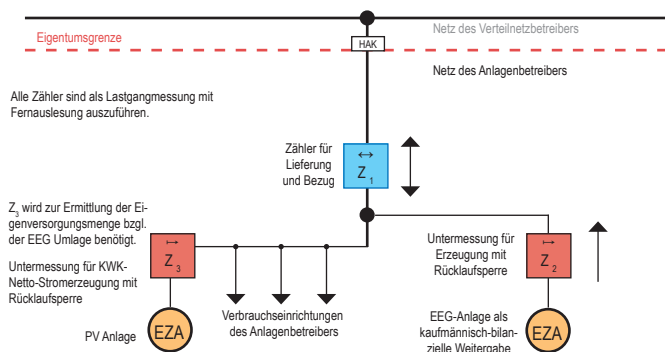 Netz des Verteilnetzbetreibers
Eigentumsgrenze
HAK
Netz des Anlagenbetreibers
Alle Zähler sind als Lastgangmessung mit
Fernauslesung auszuführen.
Zähler für
Lieferung
und Bezug
↔
Z 1
Z3 wird zur Ermittlung der Ei-
genversorgungsmenge bzgl.
der EEG Umlage benötigt.
Untermessung für KWK-
Netto-Stromerzeugung mit
Rücklaufsperre
Z 3
Untermessung für
Erzeugung mit
Rücklaufsperre
Z 2
Verbrauchseinrichtungen
des Anlagenbetreibers
PV Anlage
EZA
EEG-Anlage als
kaufmännisch-bilan-
zielle Weitergabe
EZA